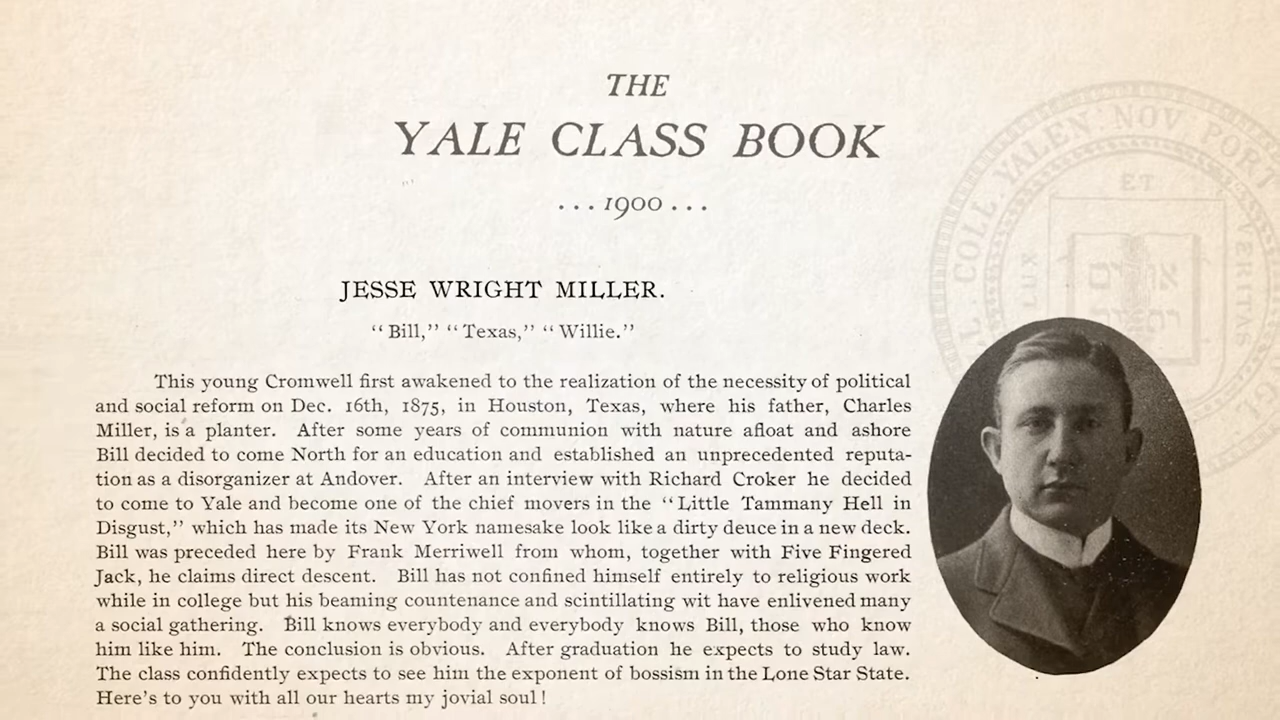 THE
YALE CLASS BOOK
...1900...
JESSE WRIGHT MILLER.
"Bill," "Texas," "Willie."
This young Cromwell first awakened to the realization of the necessity of political
and social reform on Dec. 16th, 1875, in Houston, Texas, where his father, Charles
Miller, is a planter. After some years of communion with nature afloat and ashore
Bill decided to come North for an education and established an unprecedented reputa-
tion as a disorganizer at Andover. After an interview with Richard Croker he decided
to come to Yale and become one of the chief movers in the "Little Tammany Hell in
Disgust," which has made its New York namesake look like a dirty deuce in a new deck.
Bill was preceded here by Frank Merriwell from whom, together with Five Fingered
Jack, he claims direct descent. Bill has not confined himself entirely to religious work
while in college but his beaming countenance and scintillating wit have enlivened many
a social gathering. Bill knows everybody and everybody knows Bill, those who know
him like him. The conclusion is obvious. After graduation he expects to study law.
The class confidently expects to see him the exponent of bossism in the Lone Star State.
Here's to you with all our hearts my jovial soul!
COLL. YALEN. NOV. PORT
LUX
ET
VERITAS